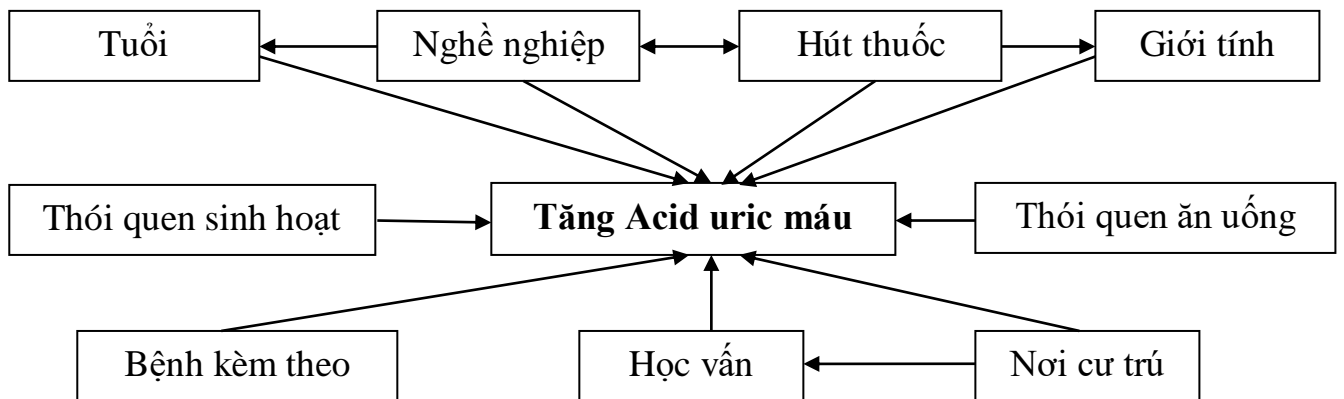 Tuổi
Nghề nghiệp
Hút thuốc
Giới tính
Thói quen sinh hoạt
Tăng Acid uric máu
Thói quen ăn uống
Bệnh kèm theo
Học vấn
Nơi cư trú